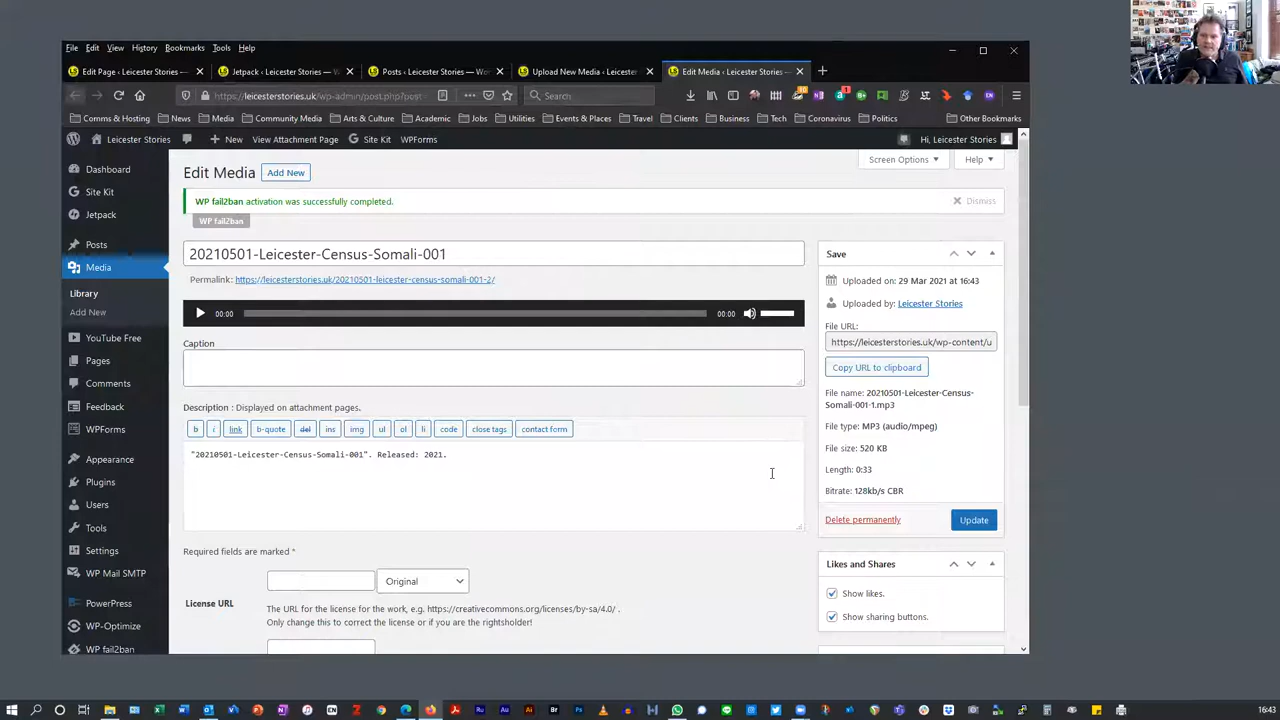 File Edit View History Bookmarks Tools Help
Edit Page ‹ Leicester Stories —
Jetpack ‹ Leicester Stories — W
Posts ‹ Leicester Stories — Wo
Upload New Media ‹ Leicester
Edit Media ‹ Leicester Stories —
https://leicesterstories.uk/wp-admin/post.php?post=
Search
Comms & Hosting News Media Community Media Arts & Culture Academic Jobs Utilities Events & Places Travel Clients Business Tech Coronavirus Politics Other Bookmarks
Leicester Stories New View Attachment Page Site Kit WPForms Hi, Leicester Stories
Dashboard
Site Kit
Jetpack
Posts
Media
Library
Add New
YouTube Free
Pages
Comments
Feedback
WPForms
Appearance
Plugins
Users
Tools
Settings
WP Mail SMTP
PowerPress
WP-Optimize
WP fail2ban
Screen Options Help
Edit Media Add New
WP fail2ban activation was successfully completed. Dismiss
WP fail2ban
20210501-Leicester-Census-Somali-001
Permalink: https://leicesterstories.uk/20210501-leicester-census-somali-001-2/
00:00 00:00
Caption
Description : Displayed on attachment pages.
b i link b-quote del ins img ul ol li code close tags contact form
"20210501-Leicester-Census-Somali-001". Released: 2021.
Required fields are marked *
Original
License URL
The URL for the license for the work, e.g. https://creativecommons.org/licenses/by-sa/4.0/ .
Only change this to correct the license or if you are the rightsholder!
Save
Uploaded on: 29 Mar 2021 at 16:43
Uploaded by: Leicester Stories
File URL:
https://leicesterstories.uk/wp-content/u
Copy URL to clipboard
File name: 20210501-Leicester-Census-
Somali-001-1.mp3
File type: MP3 (audio/mpeg)
File size: 520 KB
Length: 0:33
Bitrate: 128kb/s CBR
Delete permanently Update
Likes and Shares
Show likes.
Show sharing buttons.
16:43